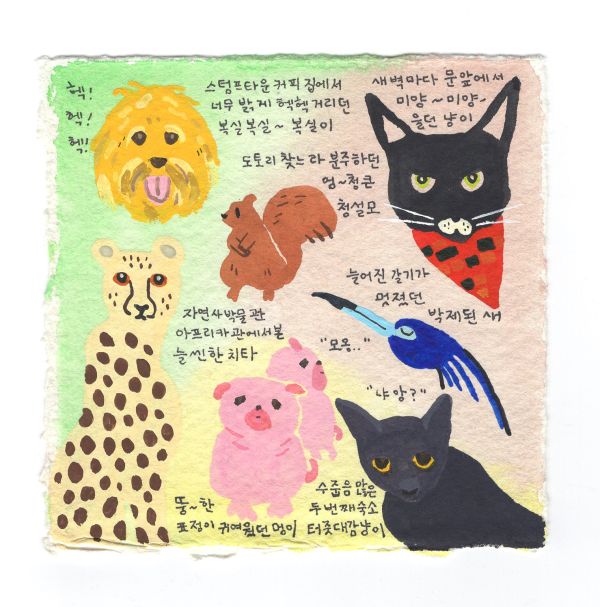 헥!
헥!
헥!
스텀프타운 커피 집에서
너무 밝게 헥헥 거리던
복실복실~ 복실이
새벽마다 문앞에서
미양~미양~
울던 냥이
도토리 찾느라 분주하던
엄~청큰
청설모
늘어진 갈기가
멋졌던
박제된 새
자연사 박물관
아프리카관에서본
늘씬한 치타
"모옹.."
"냐앙?"
뚱~한
표정이 귀여웠던 멍이
수줍음 많은
두번째숙소
터줏대감냥이